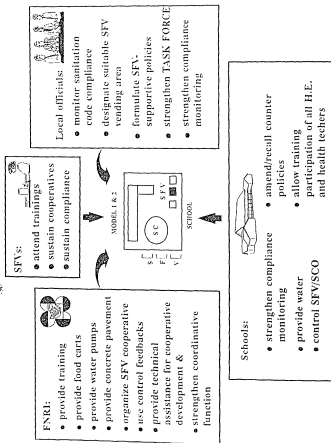 FNRI:
• provide training
• provide food carts
• provide water pumps
• provide concrete pavement
• organize SFV cooperative
• use control feedbacks
• provide technical
assistance for cooperative
development &
• strengthen coordinative
function
SFVs:
• attend trainings
• sustain cooperatives
• sustain compliance
MODEL 1 & 2
S
F
V
SC
S F V
SCHOOL
Local officials:
• monitor sanitation
code compliance
• designate suitable SFV
vending area
• formulate SFV-
supportive policies
• strengthen TASK FORCE
• strengthen compliance
monitoring
Schools:
• strengthen compliance
monitoring
• provide water
• control SFV/SCO
• amend/recall counter
policies
• allow training
participation of all H.E.
and health techers